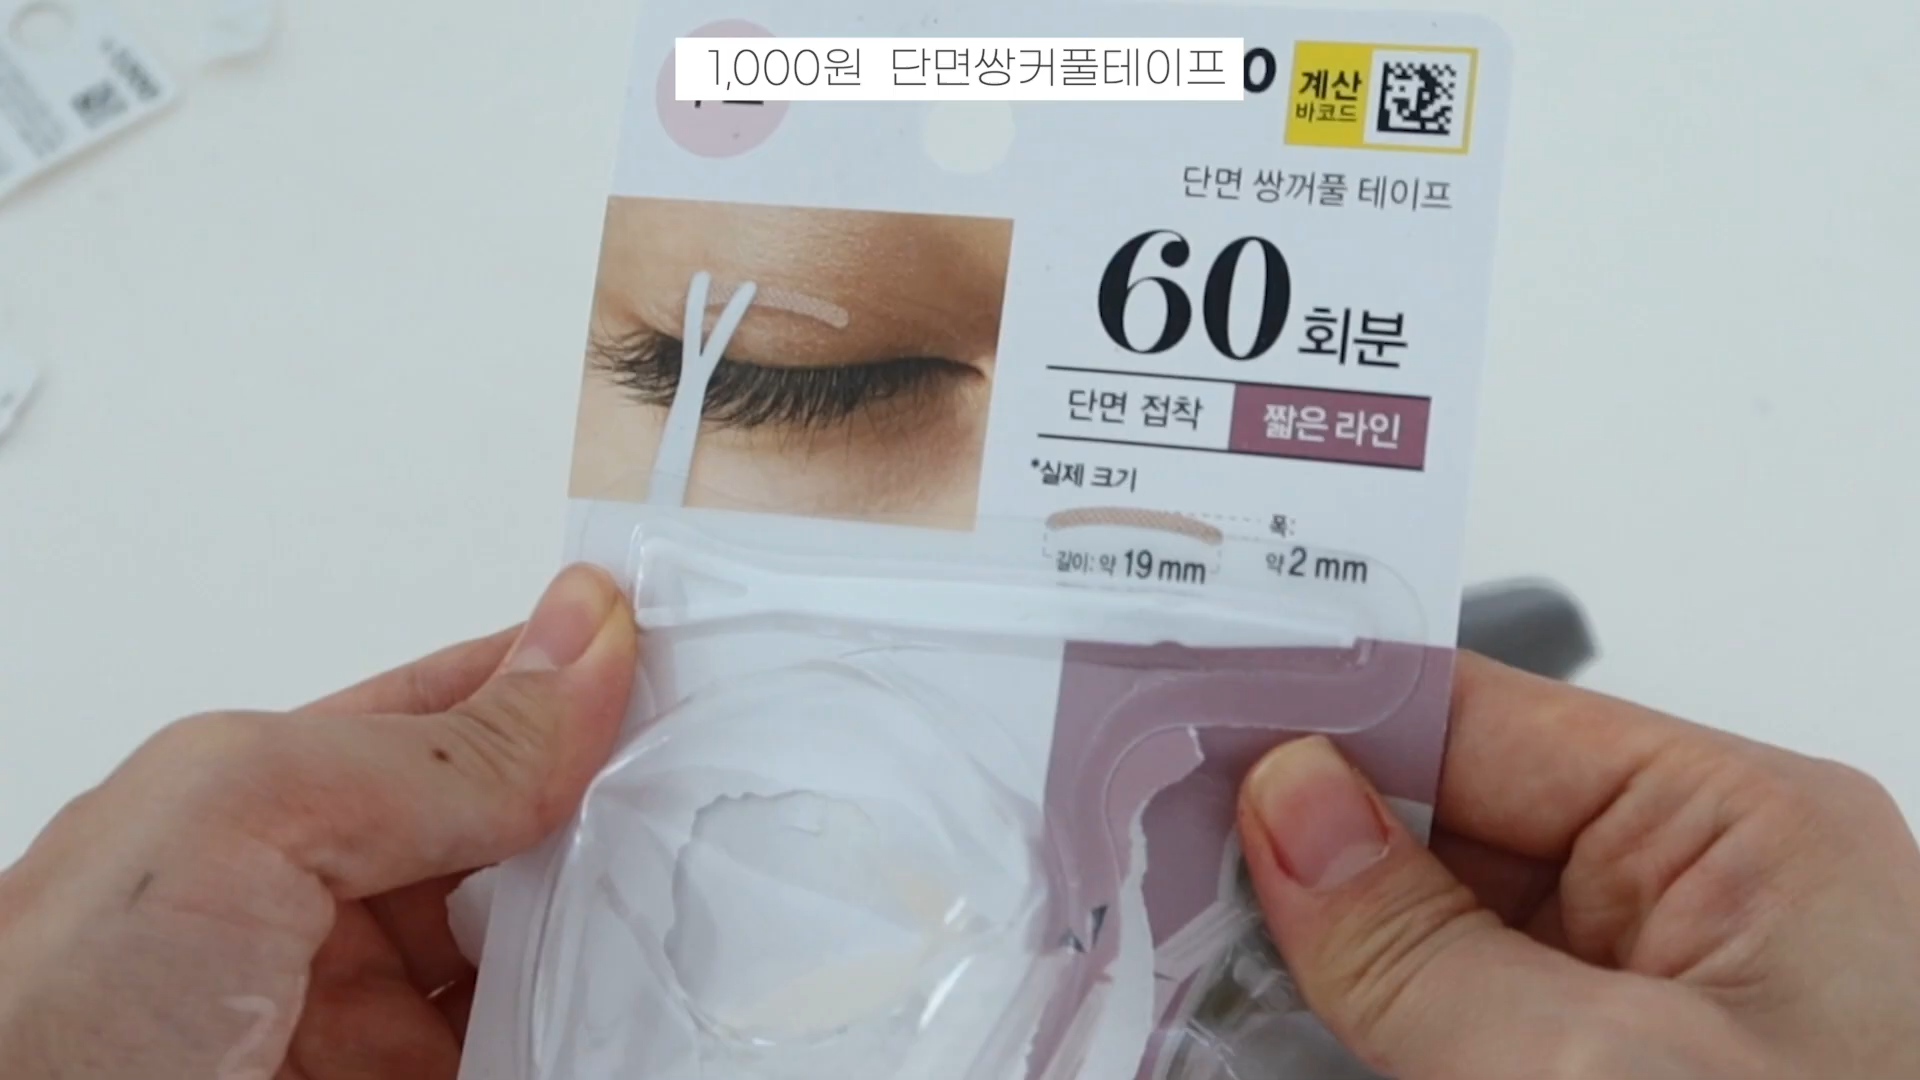 1,000원 단면쌍커풀테이프
계산
바코드
단면 쌍꺼풀 테이프
60회분
단면 접착 짧은 라인
*실제 크기
폭:
길이: 약 19 mm 약 2 mm